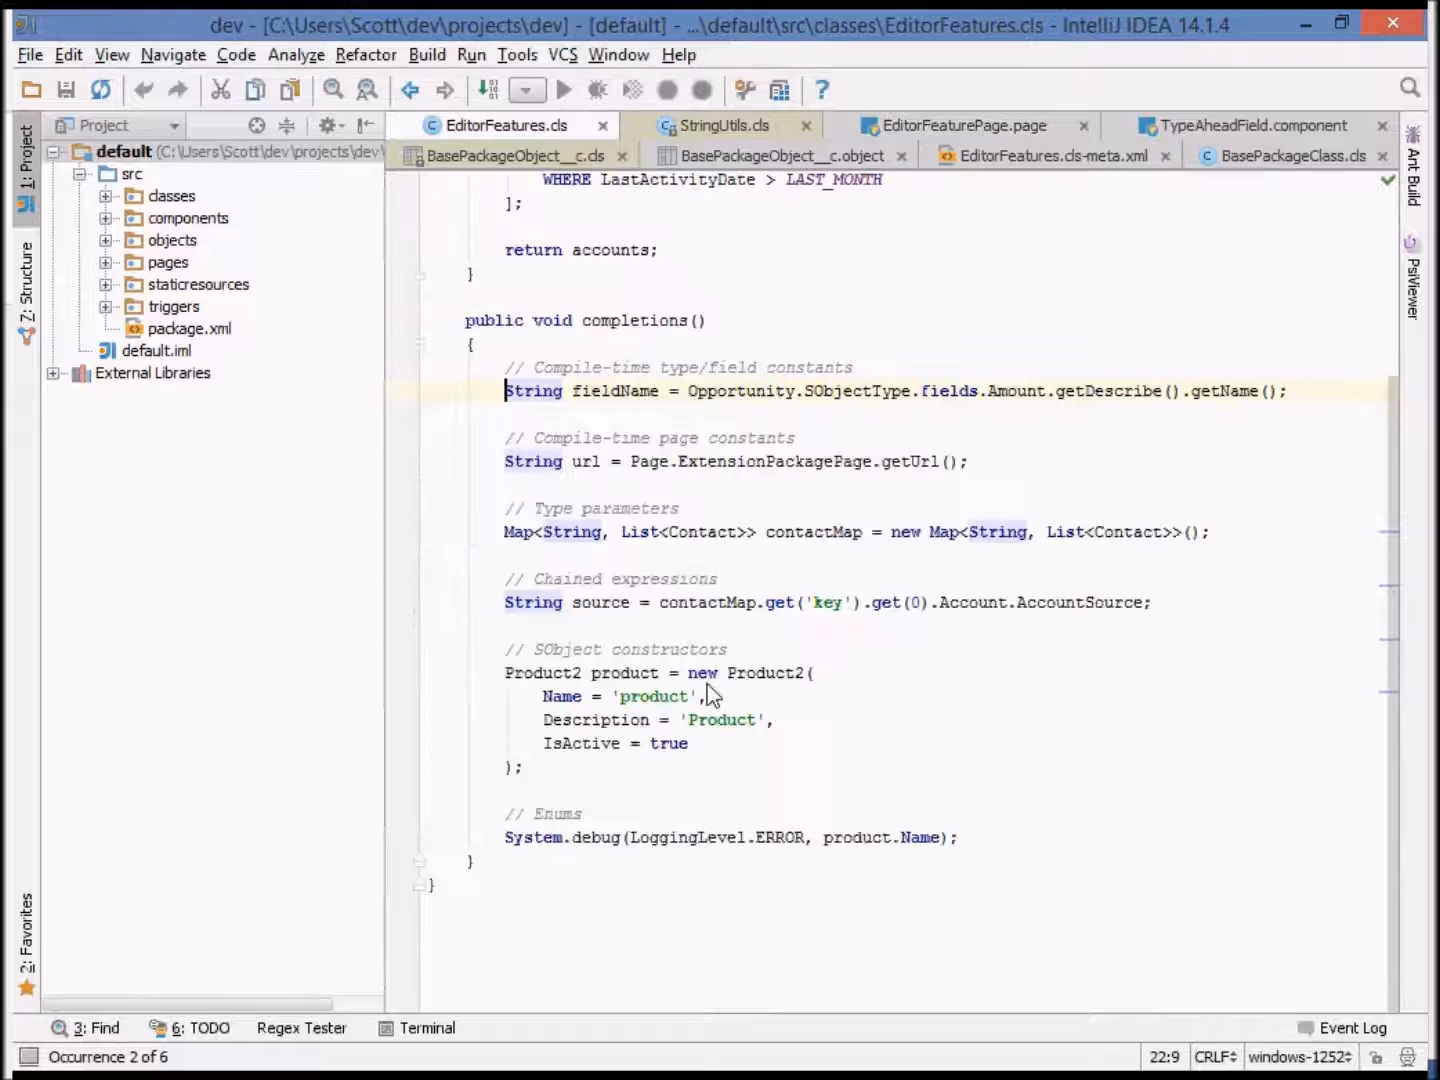 dev - [C:\Users\Scott\dev\projects\dev] - [default] - ...\default\src\classes\EditorFeatures.cls - IntelliJ IDEA 14.1.4
File Edit View Navigate Code Analyze Refactor Tools Build Run Tools VCS Window Help
Project
EditorFeatures.cls
StringUtils.cls
EditorFeaturePage.page
TypeAheadField.component
BasePackageObject__c.cls
BasePackageObject__c.object
EditorFeatures.cls-meta.xml
BasePackageClass.cls
1: Project
Z: Structure
2: Favorites
default (C:\Users\Scott\dev\projects\dev\
src
classes
components
objects
pages
staticresources
triggers
package.xml
default.iml
External Libraries
WHERE LastActivityDate > LAST_MONTH
];
return accounts;
}
public void completions()
{
// Compile-time type/field constants
String fieldName = Opportunity.SObjectType.fields.Amount.getDescribe().getName();
// Compile-time page constants
String url = Page.ExtensionPackagePage.getUrl();
// Type parameters
Map<String, List<Contact>> contactMap = new Map<String, List<Contact>>();
// Chained expressions
String source = contactMap.get('key').get(0).Account.AccountSource;
// SObject constructors
Product2 product = new Product2(
Name = 'product',
Description = 'Product',
IsActive = true
);
// Enums
System.debug(LoggingLevel.ERROR, product.Name);
}
}
Ant Build
PsiViewer
3: Find
6: TODO
Regex Tester
Terminal
Event Log
Occurrence 2 of 6
22:9
CRLF
windows-1252